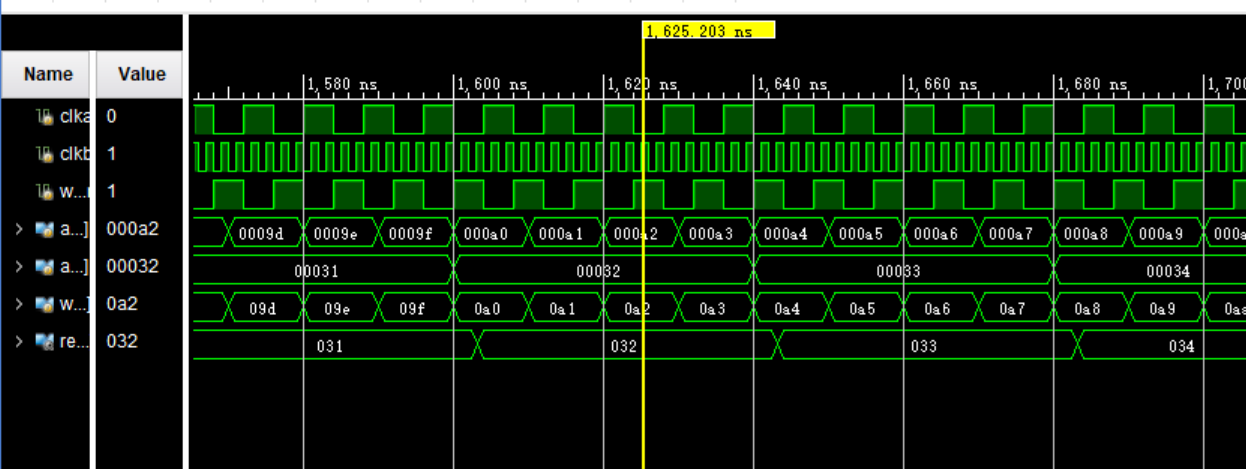 1,625.203 ns
Name Value 1,580 ns 1,600 ns 1,620 ns 1,640 ns 1,660 ns 1,680 ns 1,700
clka 0
clkb 1
w... 1
a...] 000a2 0009d 0009e 0009f 000a0 000a1 000a2 000a3 000a4 000a5 000a6 000a7 000a8 000a9 000a
a...] 00032 00031 00032 00033 00034
w...] 0a2 09d 09e 09f 0a0 0a1 0a2 0a3 0a4 0a5 0a6 0a7 0a8 0a9 0aa
re... 032 031 032 033 034